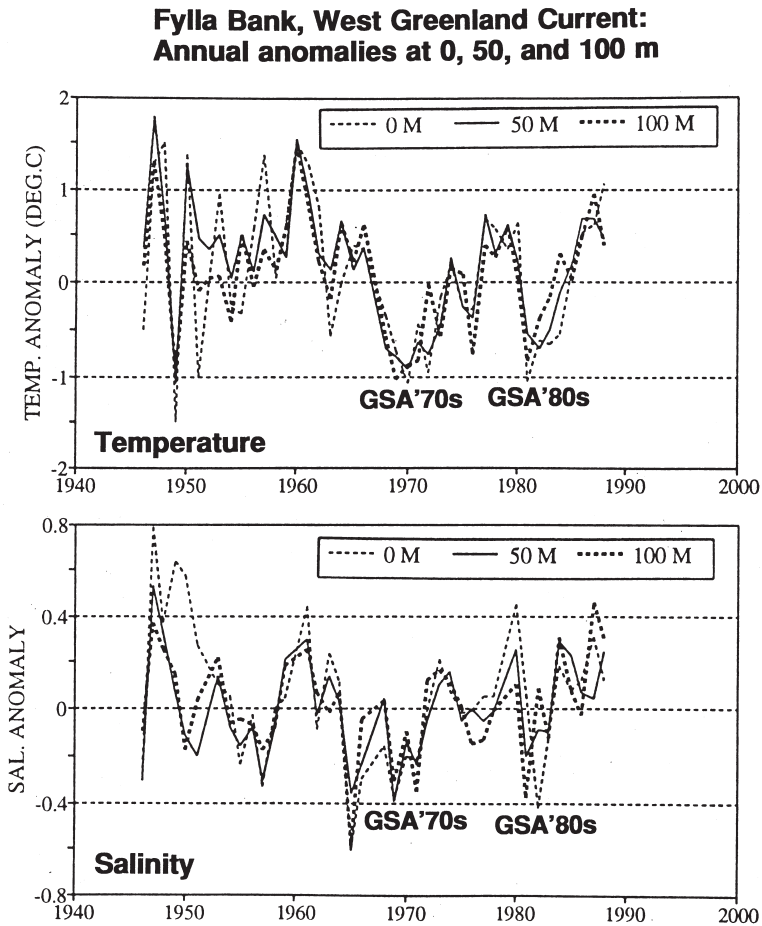 Fylla Bank, West Greenland Current:
Annual anomalies at 0, 50, and 100 m
TEMP. ANOMALY (DEG.C)
2
1
0
-1
-2
0 M 50 M 100 M
GSA'70s GSA'80s
Temperature
1940 1950 1960 1970 1980 1990 2000
SAL. ANOMALY
0.8
0.4
0
-0.4
-0.8
0 M 50 M 100 M
GSA'70s GSA'80s
Salinity
1940 1950 1960 1970 1980 1990 2000